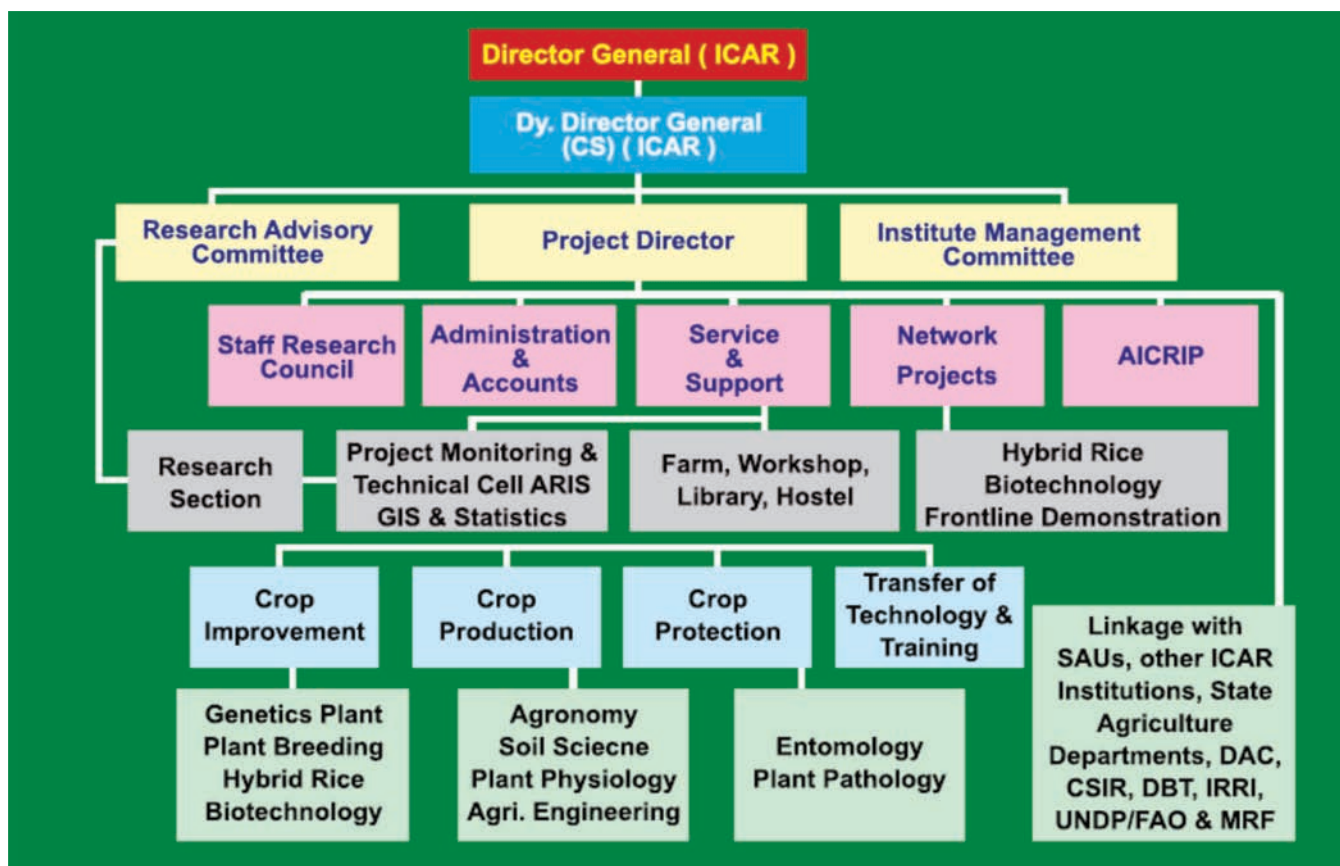 Director General ( ICAR )
Dy. Director General
(CS) ( ICAR )
Research Advisory
Committee
Project Director
Institute Management
Committee
Staff Research
Council
Administration
&
Accounts
Service
&
Support
Network
Projects
AICRIP
Research
Section
Project Monitoring &
Technical Cell ARIS
GIS & Statistics
Farm, Workshop,
Library, Hostel
Hybrid Rice
Biotechnology
Frontline Demonstration
Crop
Improvement
Crop
Production
Crop
Protection
Transfer of
Technology &
Training
Genetics Plant
Plant Breeding
Hybrid Rice
Biotechnology
Agronomy
Soil Sciecne
Plant Physiology
Agri. Engineering
Entomology
Plant Pathology
Linkage with
SAUs, other ICAR
Institutions, State
Agriculture
Departments, DAC,
CSIR, DBT, IRRI,
UNDP/FAO & MRF